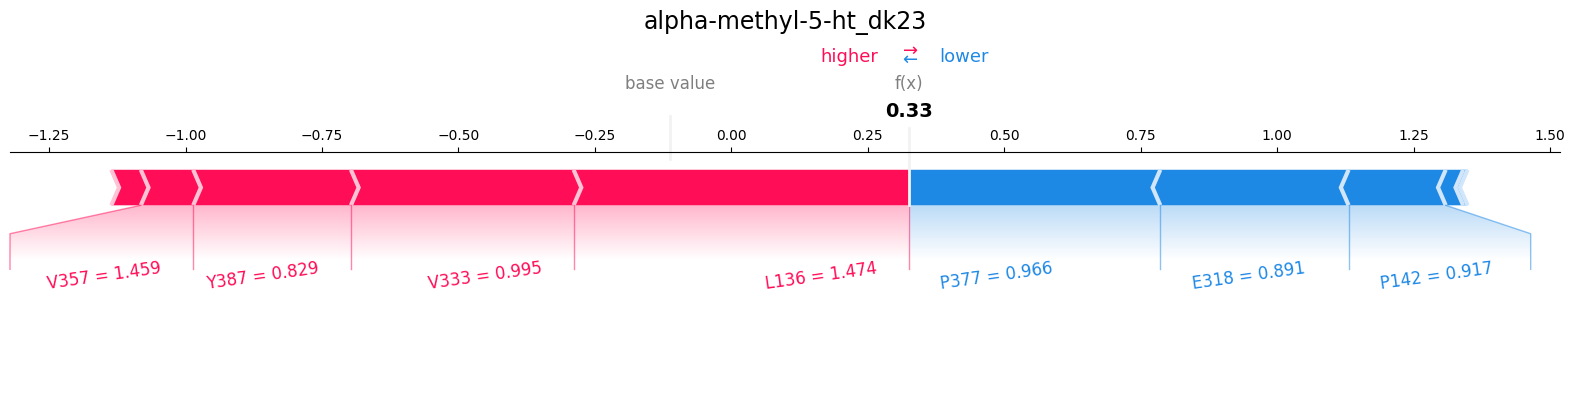 alpha-methyl-5-ht_dk23
higher ⇄ lower
base value f(x)
0.33
−1.25 −1.00 −0.75 −0.50 −0.25 0.00 0.25 0.50 0.75 1.00 1.25 1.50
V357 = 1.459 Y387 = 0.829 V333 = 0.995 L136 = 1.474 P377 = 0.966 E318 = 0.891 P142 = 0.917